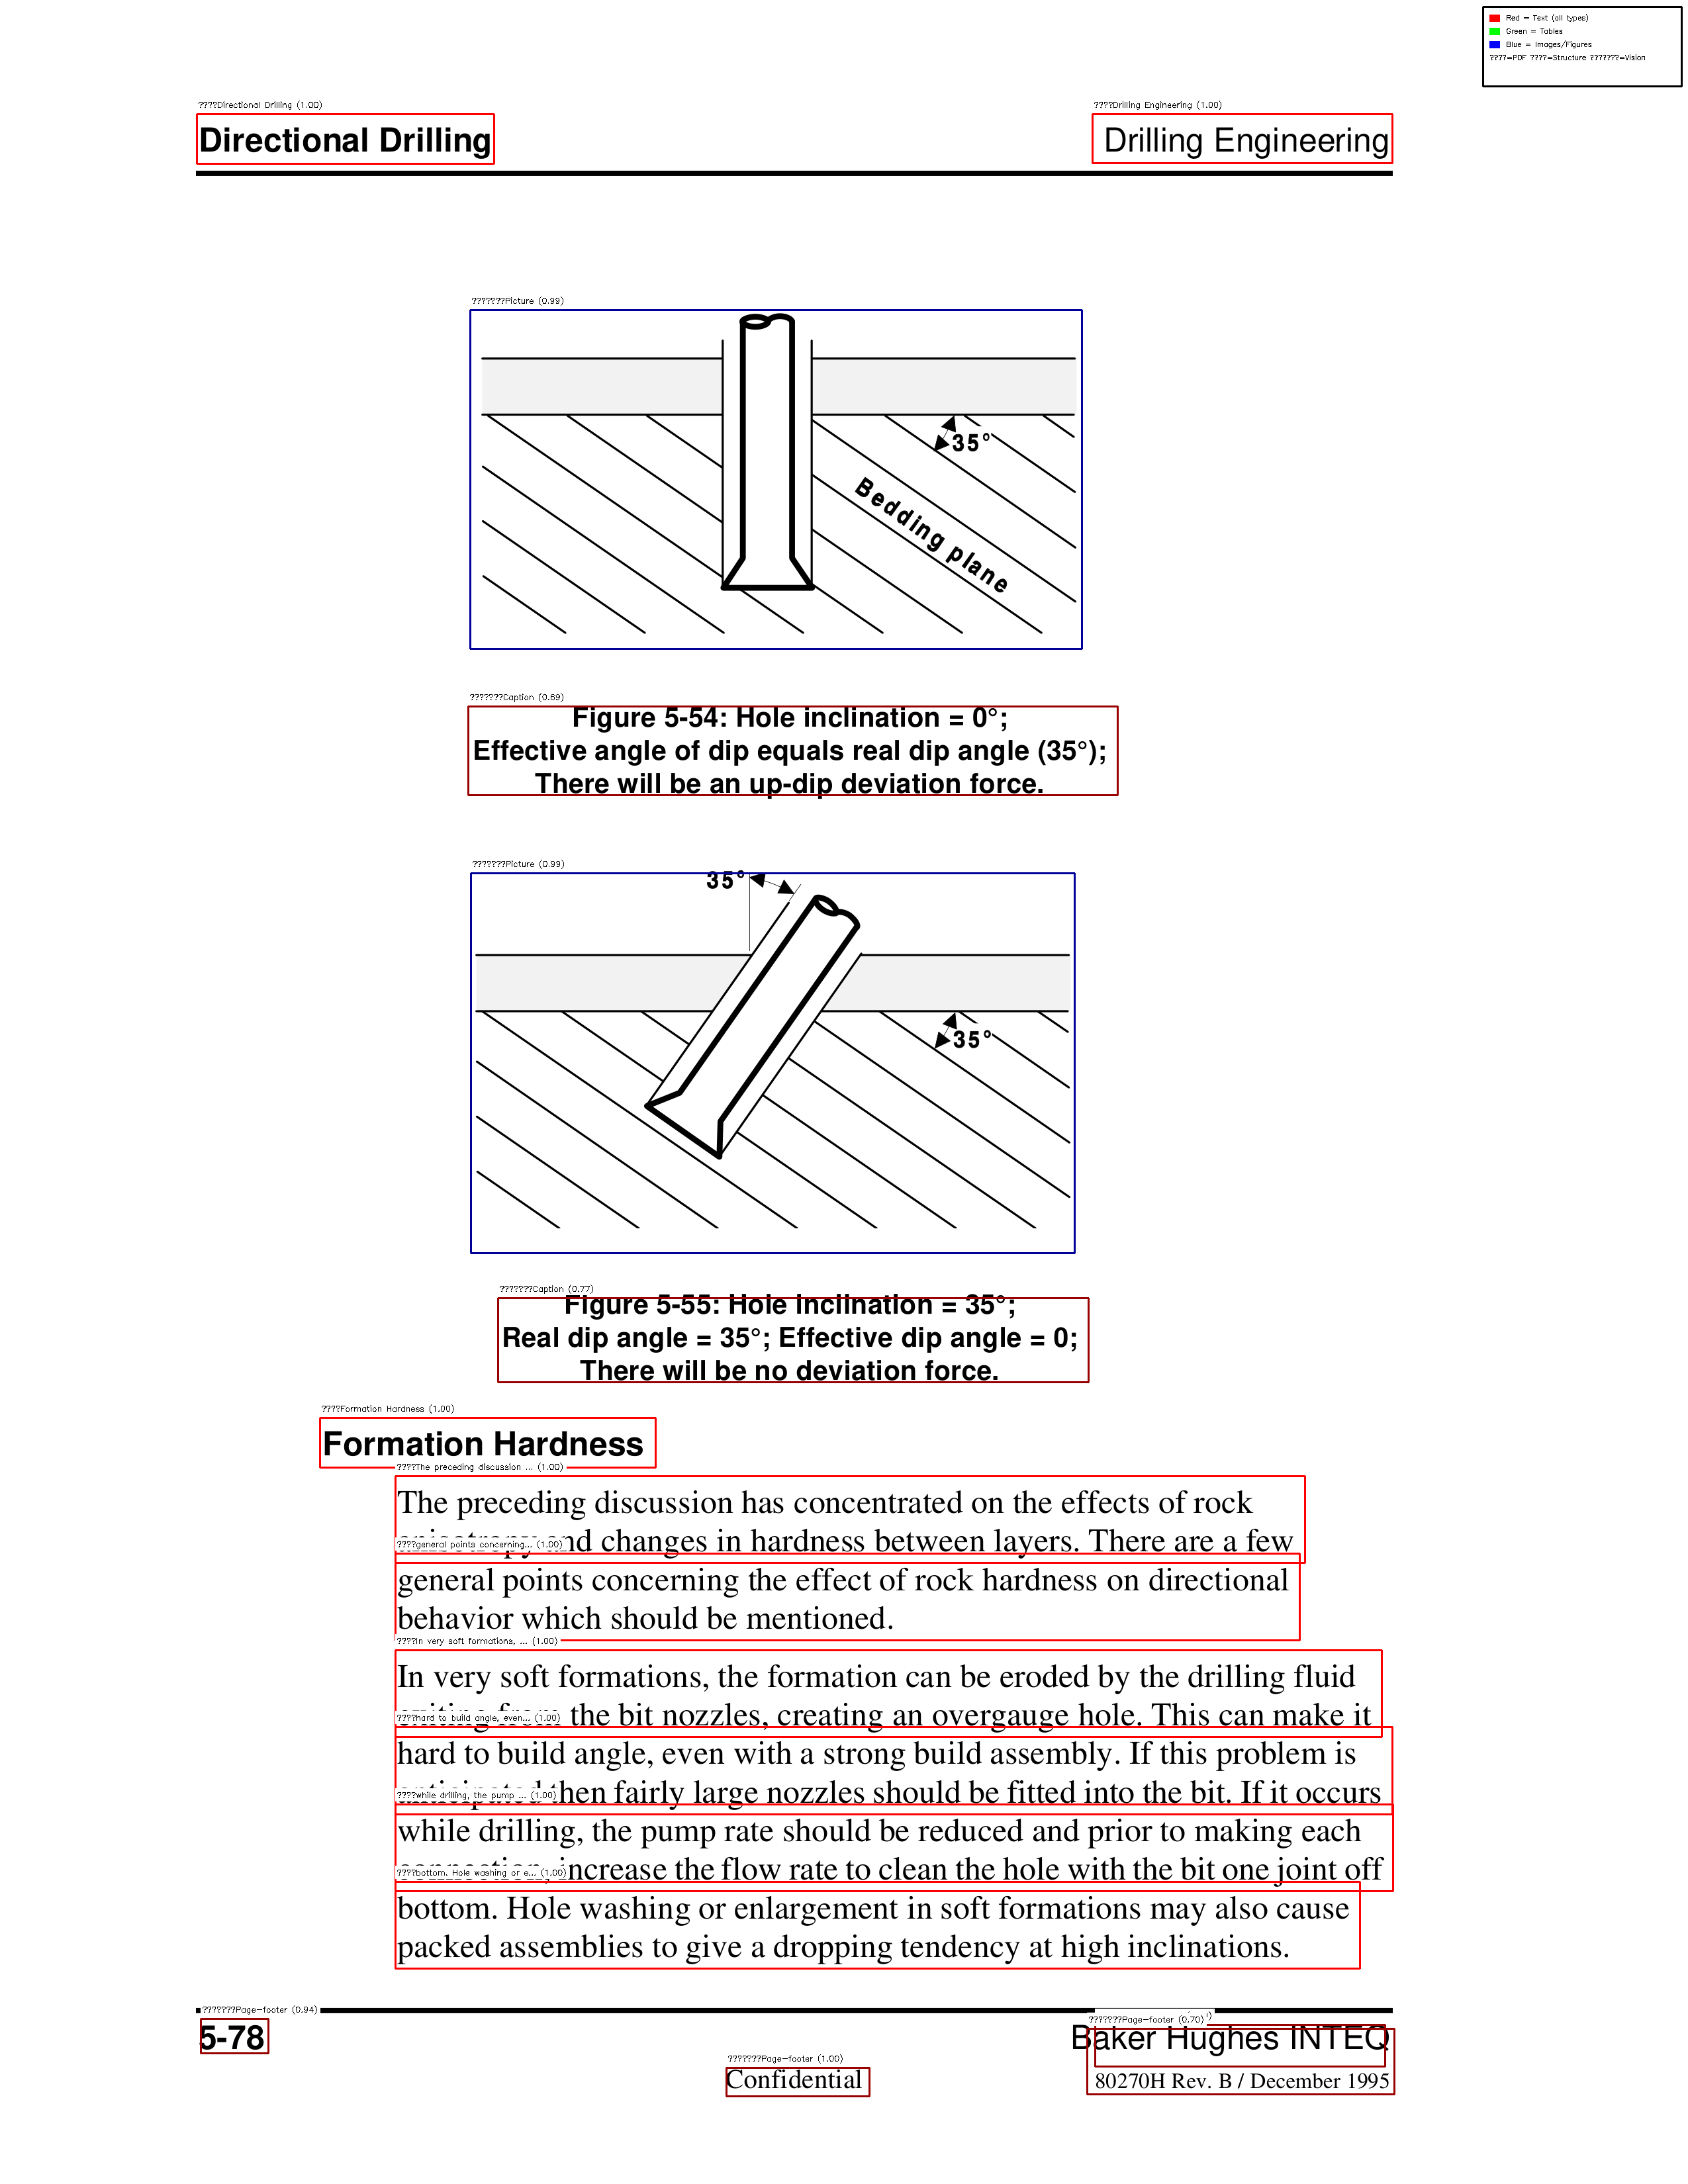 Red = Text (all types)
Green = Tables
Blue = Images/Figures
????=PDF ????=Structure ???????=Vision
????Directional Drilling (1.00)
????Drilling Engineering (1.00)
Directional Drilling
Drilling Engineering
???????Picture (0.99)
35°
Bedding plane
???????Caption (0.69)
Figure 5-54: Hole inclination = 0°;
Effective angle of dip equals real dip angle (35°);
There will be an up-dip deviation force.
???????Picture (0.99)
35°
35°
???????Caption (0.77)
Figure 5-55: Hole inclination = 35°;
Real dip angle = 35°; Effective dip angle = 0;
There will be no deviation force.
????Formation Hardness (1.00)
Formation Hardness
????The preceding discussion ... (1.00)
The preceding discussion has concentrated on the effects of rock
anisotropy and changes in hardness between layers. There are a few
????general points concerning... (1.00)
general points concerning the effect of rock hardness on directional
behavior which should be mentioned.
????In very soft formations, ... (1.00)
In very soft formations, the formation can be eroded by the drilling fluid
exiting from the bit nozzles, creating an overgauge hole. This can make it
????hard to build angle, even... (1.00)
hard to build angle, even with a strong build assembly. If this problem is
anticipated then fairly large nozzles should be fitted into the bit. If it occurs
????while drilling, the pump ... (1.00)
while drilling, the pump rate should be reduced and prior to making each
connection, increase the flow rate to clean the hole with the bit one joint off
????bottom. Hole washing or e... (1.00)
bottom. Hole washing or enlargement in soft formations may also cause
packed assemblies to give a dropping tendency at high inclinations.
???????Page-footer (0.94)
???????Page-footer (0.70)
5-78
Baker Hughes INTEQ
???????Page-footer (1.00)
Confidential
80270H Rev. B / December 1995